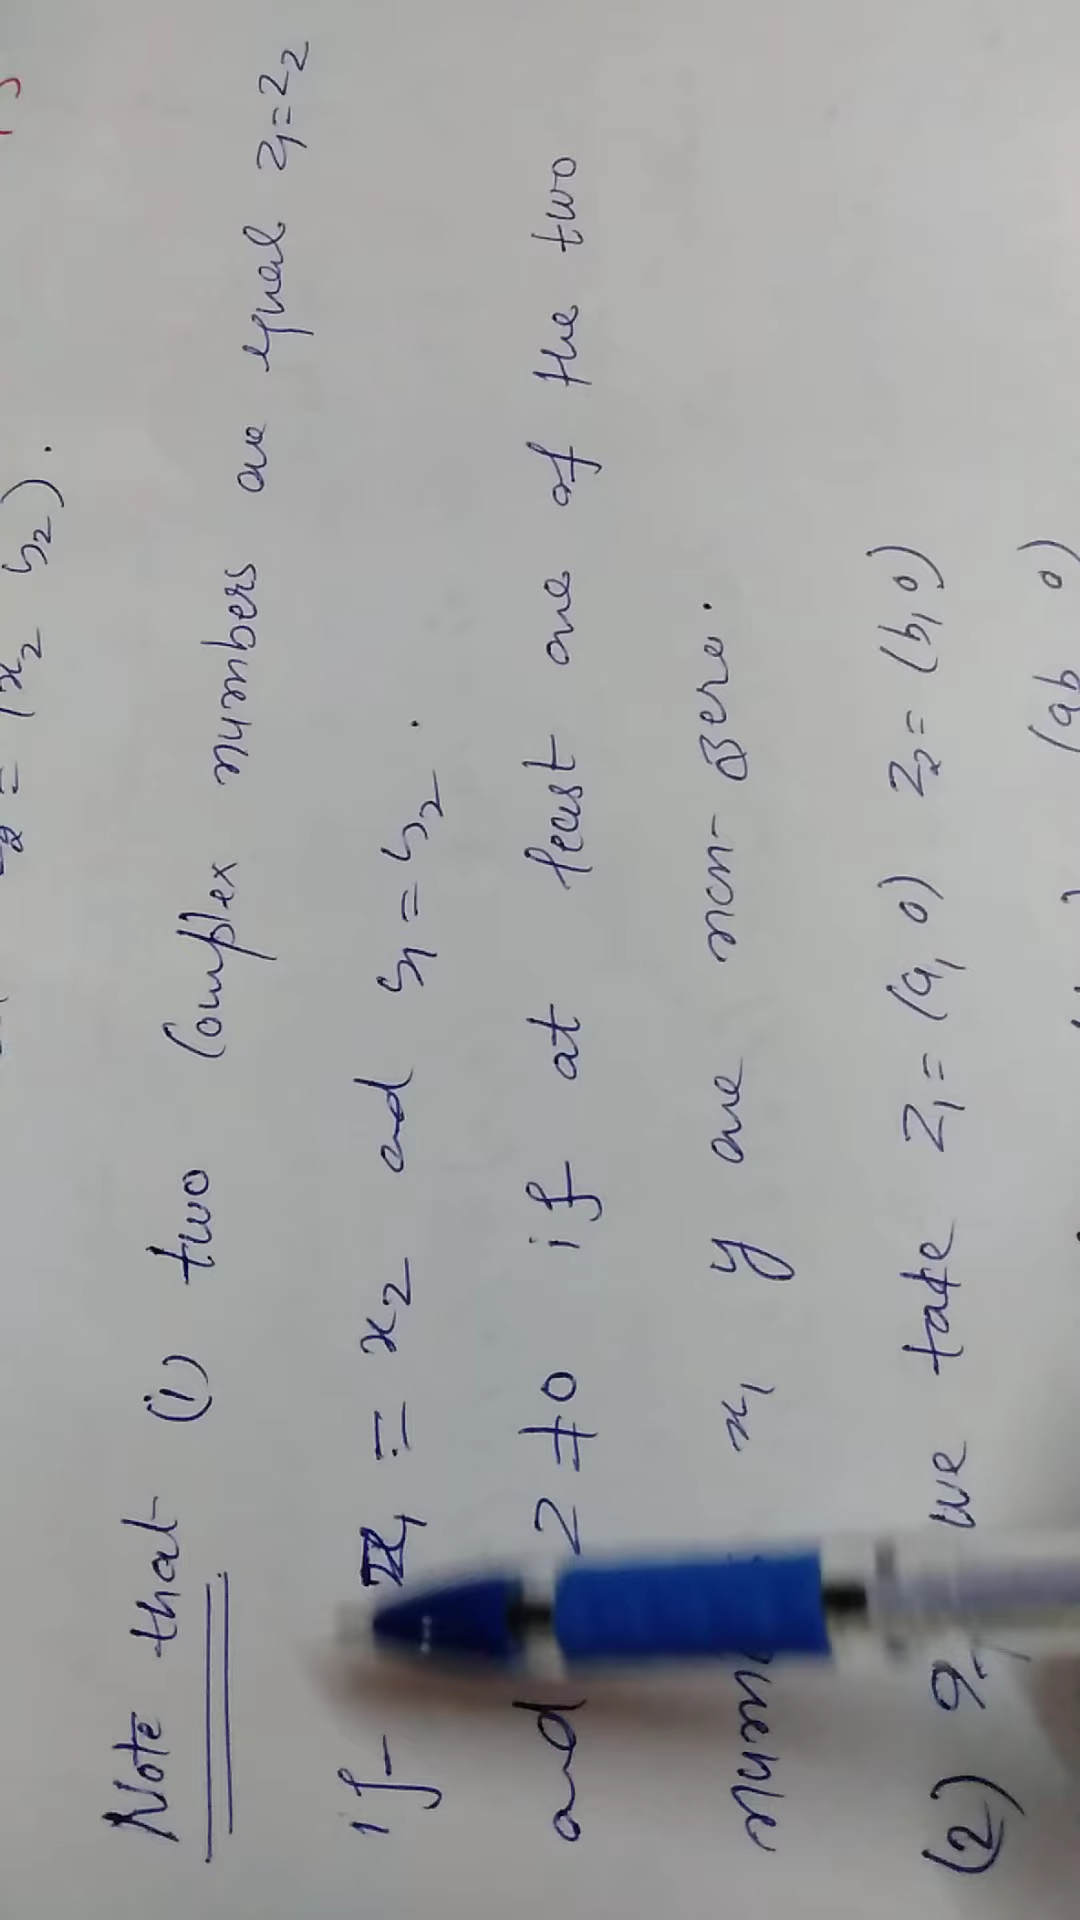 = (x2 y2).
Note that (i) two Complex numbers are equal z1=z2
if x1 = x2 and y1 = y2.
and z ≠ 0 if at least one of the two
x, y are non-zero.
(2) we take z1 = (a, 0) z2 = (b, 0)
(ab 0)